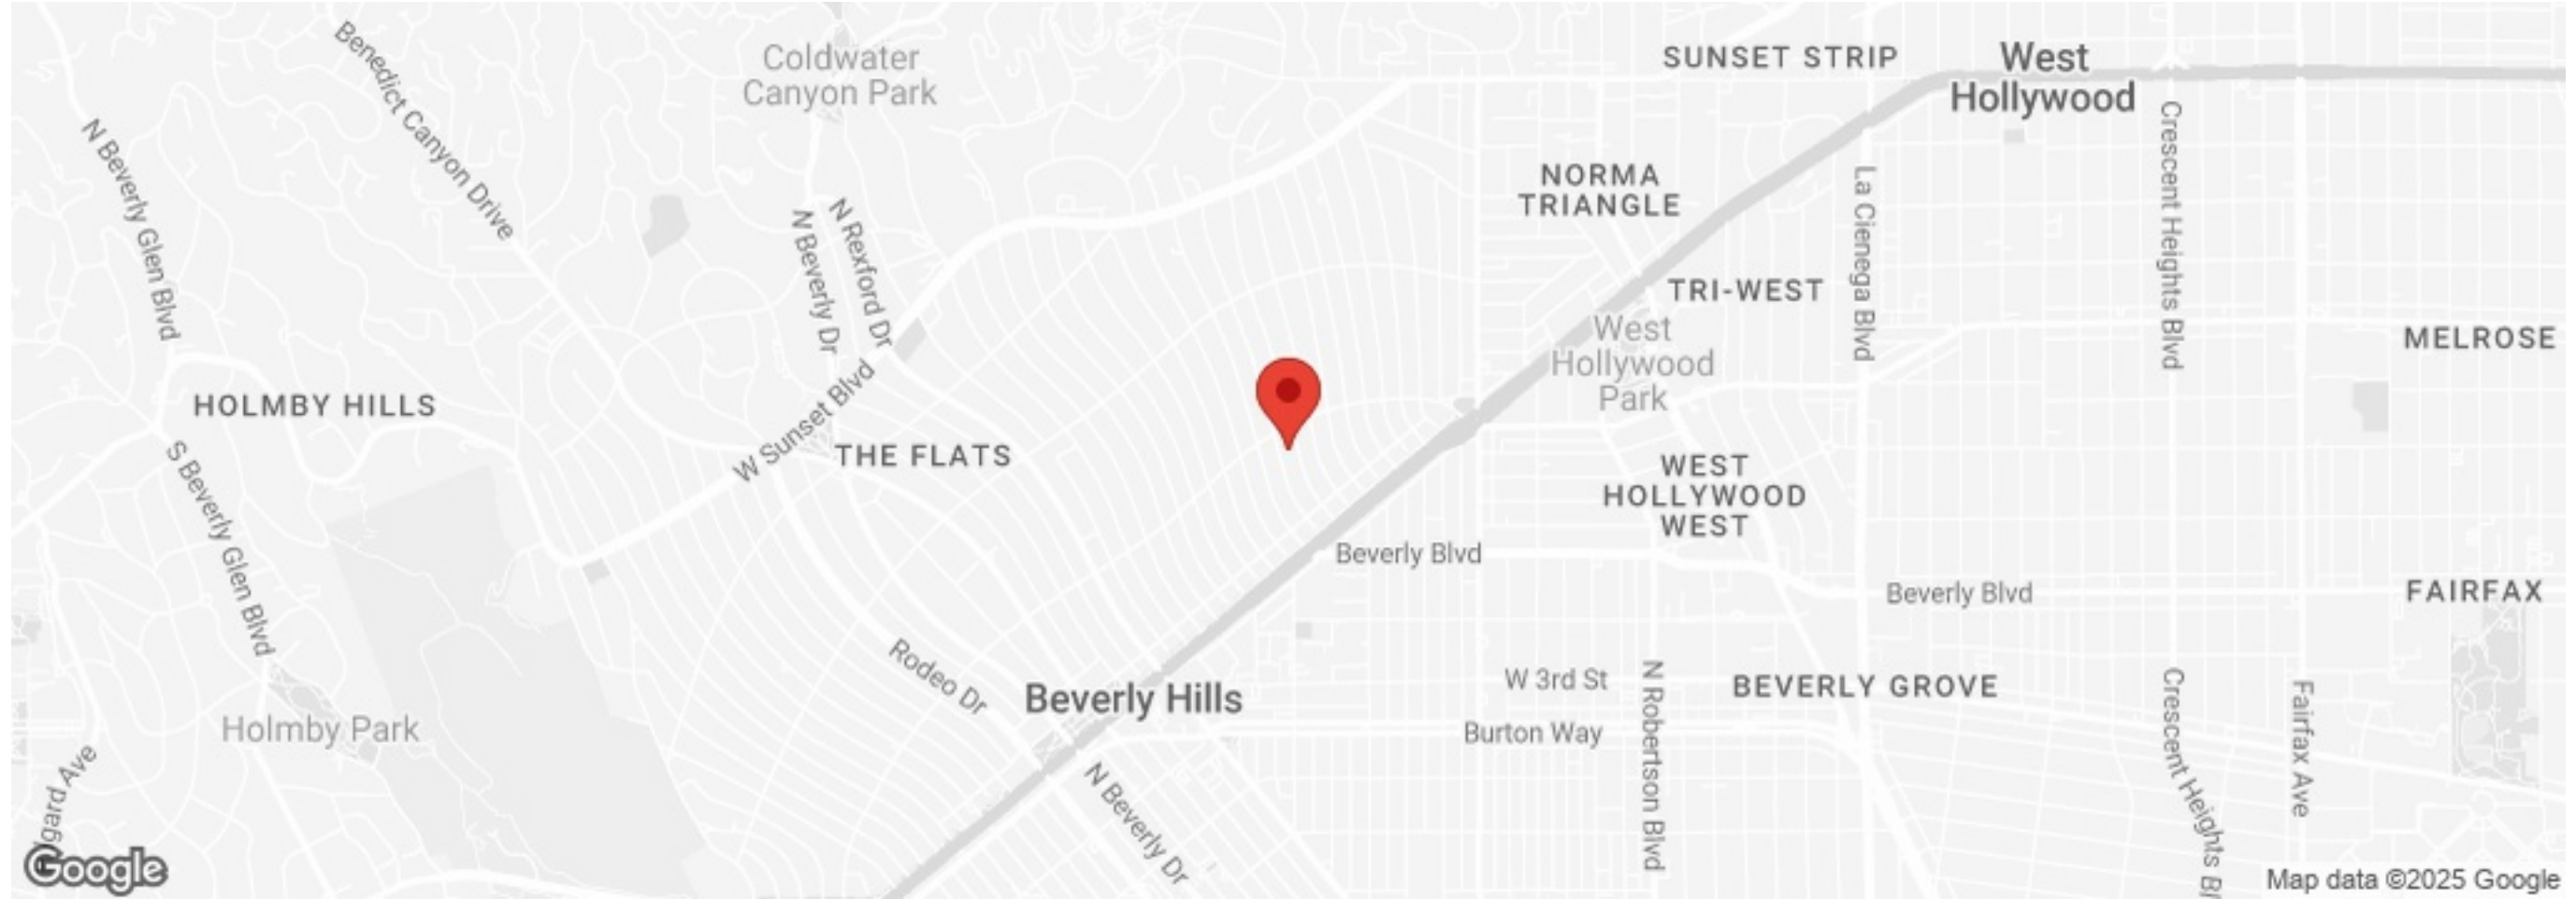 Benedict Canyon Drive
Coldwater
Canyon Park
SUNSET STRIP
West
Hollywood
N Beverly Glen Blvd
N Beverly Dr
N Rexford Dr
NORMA
TRIANGLE
La Cienega Blvd
Crescent Heights Blvd
TRI-WEST
West
Hollywood
Park
MELROSE
HOLMBY HILLS
W Sunset Blvd
THE FLATS
S Beverly Glen Blvd
WEST
HOLLYWOOD
WEST
Beverly Blvd
Beverly Blvd
FAIRFAX
Rodeo Dr
Beverly Hills
W 3rd St
N Robertson Blvd
BEVERLY GROVE
Crescent Heights Bl
Fairfax Ave
Holmby Park
Burton Way
lgard Ave
N Beverly Dr
Google
Map data ©2025 Google